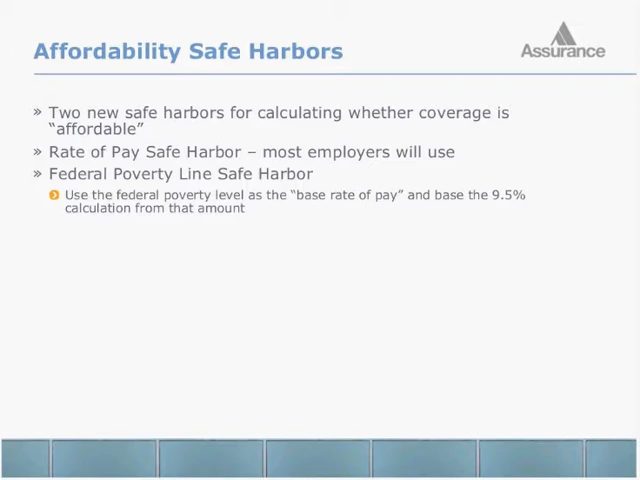 Affordability Safe Harbors
Assurance
» Two new safe harbors for calculating whether coverage is
“affordable”
» Rate of Pay Safe Harbor – most employers will use
» Federal Poverty Line Safe Harbor
Use the federal poverty level as the “base rate of pay” and base the 9.5%
calculation from that amount